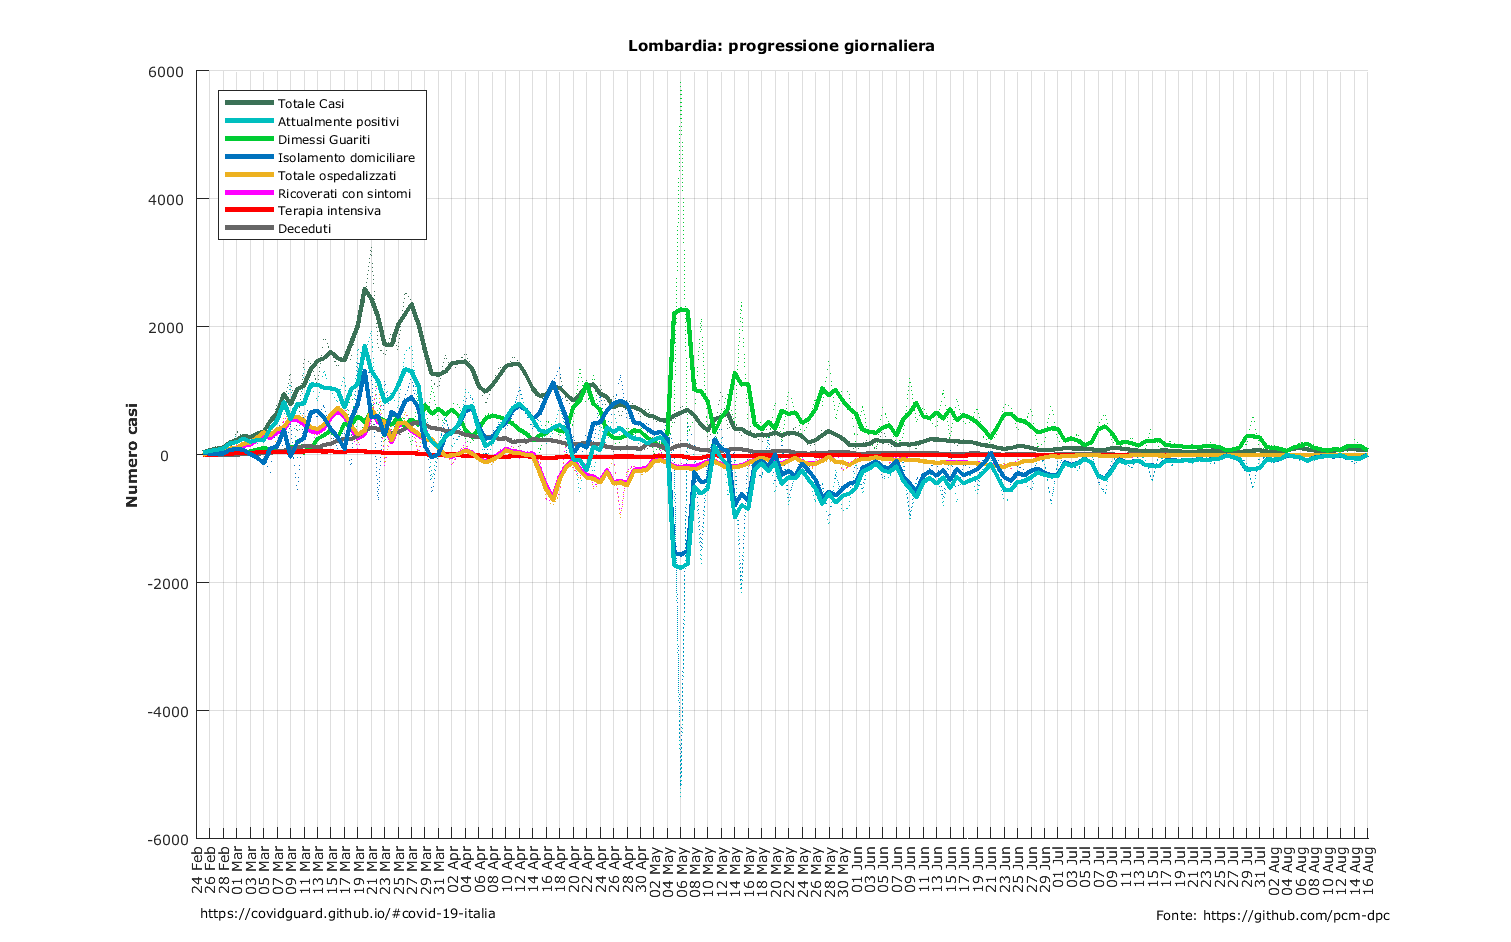 Lombardia: progressione giornaliera
Numero casi
6000
4000
2000
0
-2000
-4000
-6000
Totale Casi
Attualmente positivi
Dimessi Guariti
Isolamento domiciliare
Totale ospedalizzati
Ricoverati con sintomi
Terapia intensiva
Deceduti
24 Feb
26 Feb
28 Feb
01 Mar
03 Mar
05 Mar
07 Mar
09 Mar
11 Mar
13 Mar
15 Mar
17 Mar
19 Mar
21 Mar
23 Mar
25 Mar
27 Mar
29 Mar
31 Mar
02 Apr
04 Apr
06 Apr
08 Apr
10 Apr
12 Apr
14 Apr
16 Apr
18 Apr
20 Apr
22 Apr
24 Apr
26 Apr
28 Apr
30 Apr
02 May
04 May
06 May
08 May
10 May
12 May
14 May
16 May
18 May
20 May
22 May
24 May
26 May
28 May
30 May
01 Jun
03 Jun
05 Jun
07 Jun
09 Jun
11 Jun
13 Jun
15 Jun
17 Jun
19 Jun
21 Jun
23 Jun
25 Jun
27 Jun
29 Jun
01 Jul
03 Jul
05 Jul
07 Jul
09 Jul
11 Jul
13 Jul
15 Jul
17 Jul
19 Jul
21 Jul
23 Jul
25 Jul
27 Jul
29 Jul
31 Jul
02 Aug
04 Aug
06 Aug
08 Aug
10 Aug
12 Aug
14 Aug
16 Aug
https://covidguard.github.io/#covid-19-italia
Fonte: https://github.com/pcm-dpc